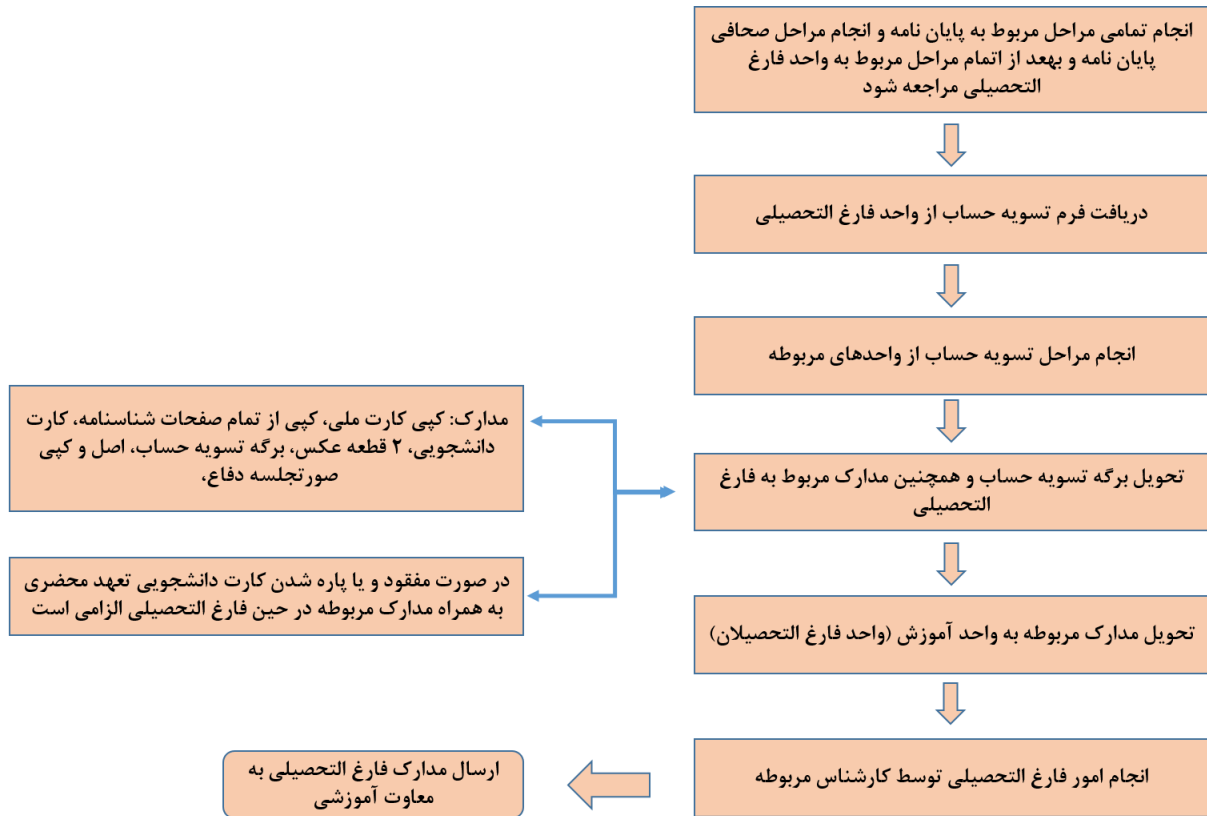 انجام تمامی مراحل مربوط به پایان نامه و انجام مراحل صحافی
پایان نامه و بهعد از اتمام مراحل مربوط به واحد فارغ
التحصیلی مراجعه شود
دریافت فرم تسویه حساب از واحد فارغ التحصیلی
انجام مراحل تسویه حساب از واحدهای مربوطه
تحویل برگه تسویه حساب و همچنین مدارک مربوط به فارغ
التحصیلی
مدارک: کپی کارت ملی، کپی از تمام صفحات شناسنامه، کارت
دانشجویی، ۲ قطعه عکس، برگه تسویه حساب، اصل و کپی
صورتجلسه دفاع،
در صورت مفقود و یا پاره شدن کارت دانشجویی تعهد محضری
به همراه مدارک مربوطه در حین فارغ التحصیلی الزامی است
تحویل مدارک مربوطه به واحد آموزش (واحد فارغ التحصیلان)
انجام امور فارغ التحصیلی توسط کارشناس مربوطه
ارسال مدارک فارغ التحصیلی به
معاوت آموزشی